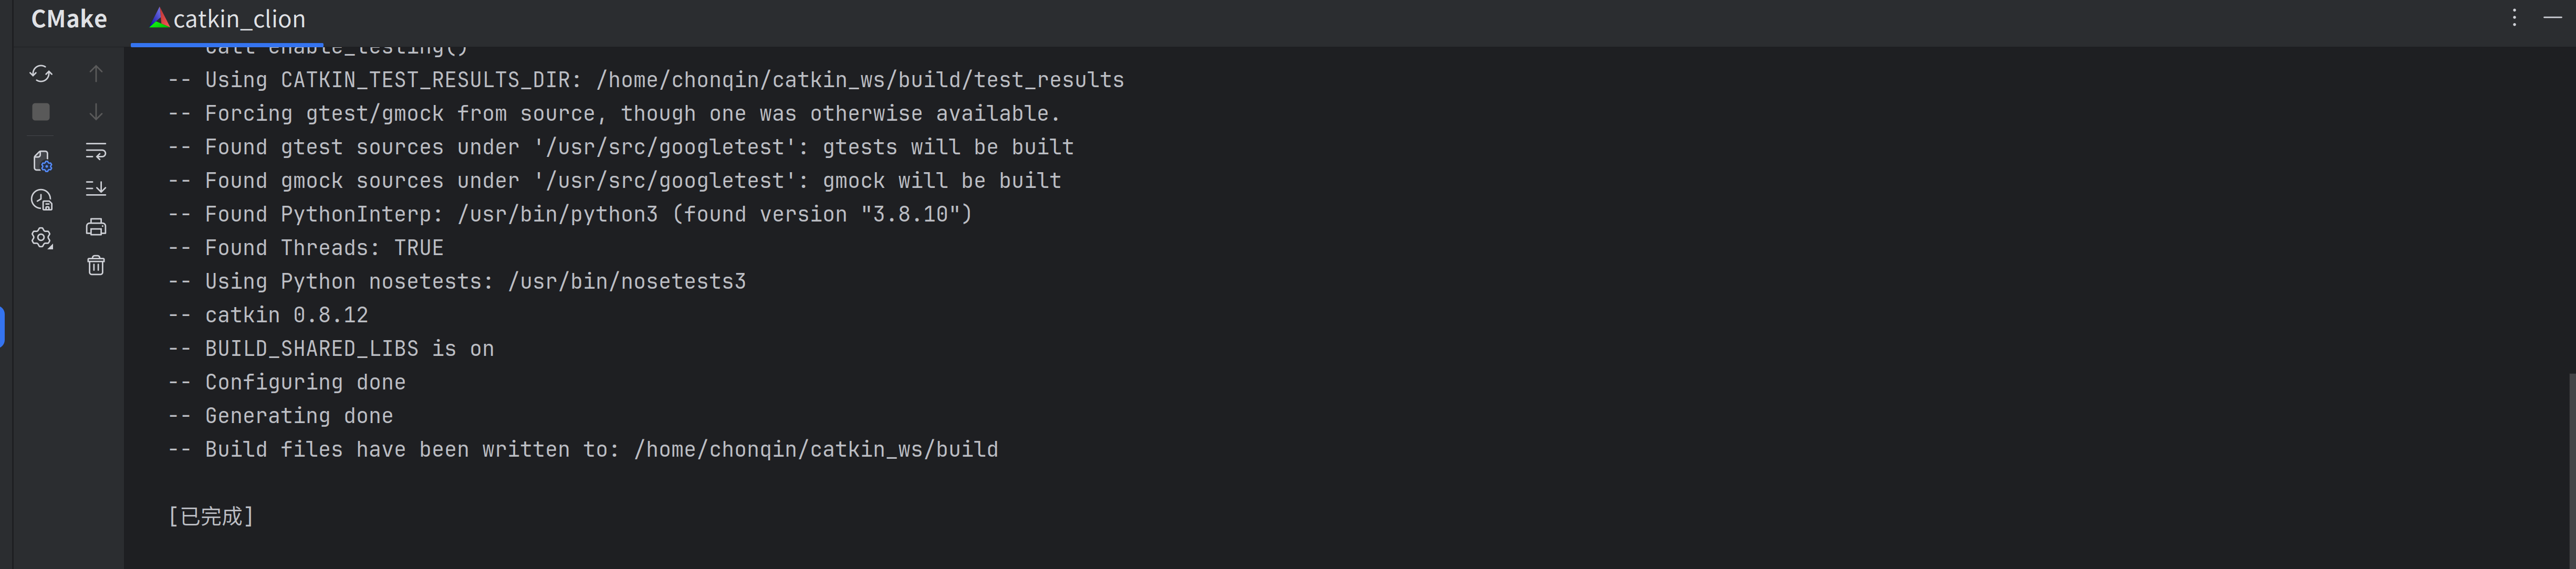 CMake
catkin_clion
call enable_testing()
-- Using CATKIN_TEST_RESULTS_DIR: /home/chonqin/catkin_ws/build/test_results
-- Forcing gtest/gmock from source, though one was otherwise available.
-- Found gtest sources under '/usr/src/googletest': gtests will be built
-- Found gmock sources under '/usr/src/googletest': gmock will be built
-- Found PythonInterp: /usr/bin/python3 (found version "3.8.10")
-- Found Threads: TRUE
-- Using Python nosetests: /usr/bin/nosetests3
-- catkin 0.8.12
-- BUILD_SHARED_LIBS is on
-- Configuring done
-- Generating done
-- Build files have been written to: /home/chonqin/catkin_ws/build
[已完成]